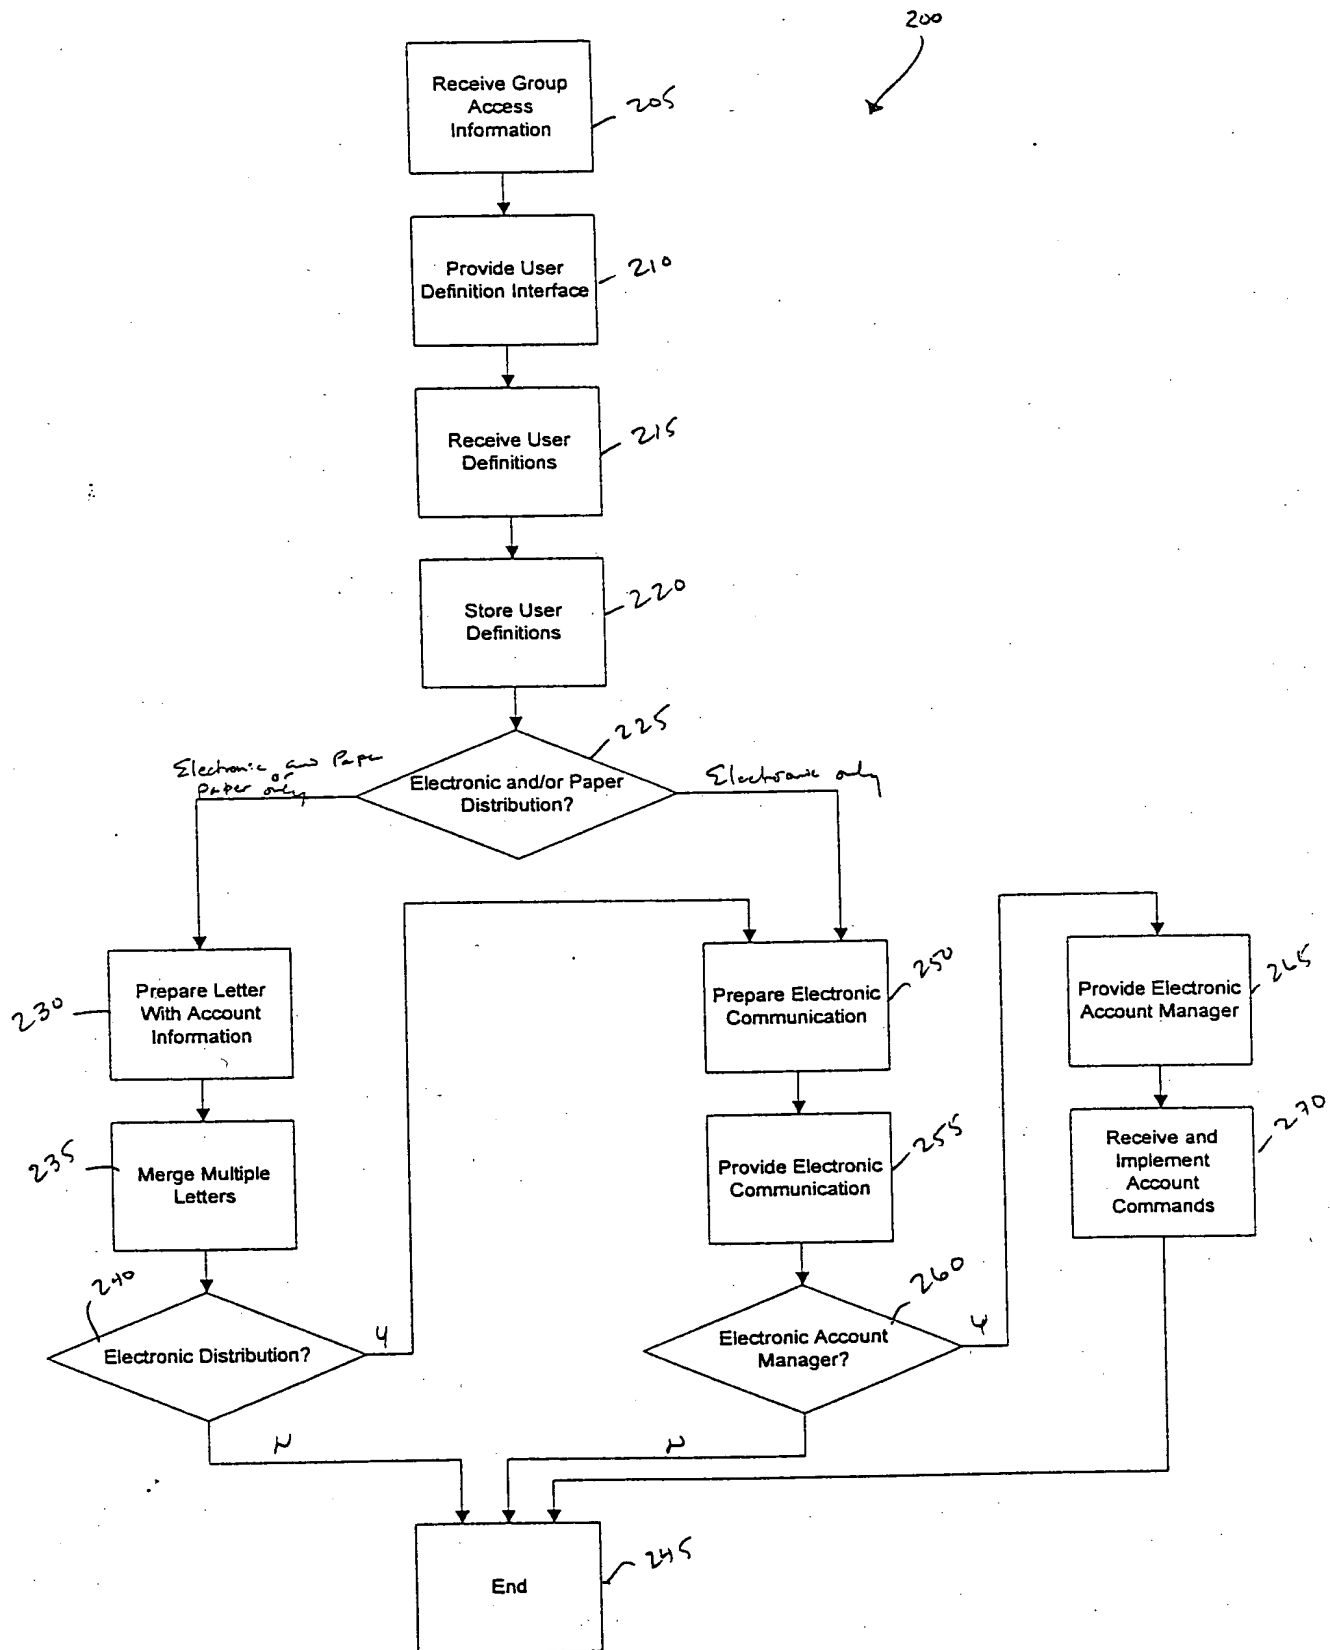 200
Receive Group
Access
Information
205
Provide User
Definition Interface
210
Receive User
Definitions
215
Store User
Definitions
220
225
Electronic and/or Paper
Distribution?
Electronic and Paper
or
Paper only
Electronic only
Prepare Letter
With Account
Information
230
Merge Multiple
Letters
235
240
Electronic Distribution?
Y
N
Prepare Electronic
Communication
250
Provide Electronic
Communication
255
260
Electronic Account
Manager?
Y
N
Provide Electronic
Account Manager
265
Receive and
Implement
Account
Commands
270
End
245